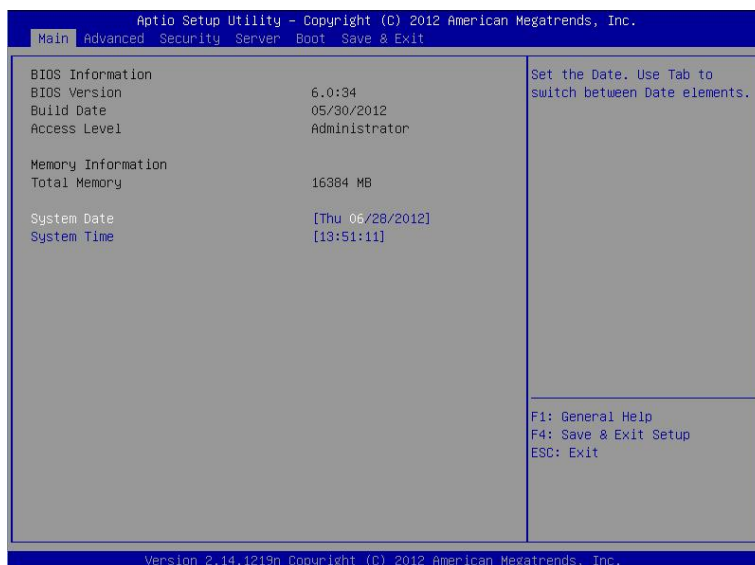 Aptio Setup Utility - Copyright (C) 2012 American Megatrends, Inc.
Main Advanced Security Server Boot Save & Exit
BIOS Information
BIOS Version 6.0:34
Build Date 05/30/2012
Access Level Administrator
Memory Information
Total Memory 16384 MB
System Date [Thu 06/28/2012]
System Time [13:51:11]
Set the Date. Use Tab to
switch between Date elements.
F1: General Help
F4: Save & Exit Setup
ESC: Exit
Version 2.14.1219n Copyright (C) 2012 American Megatrends, Inc.